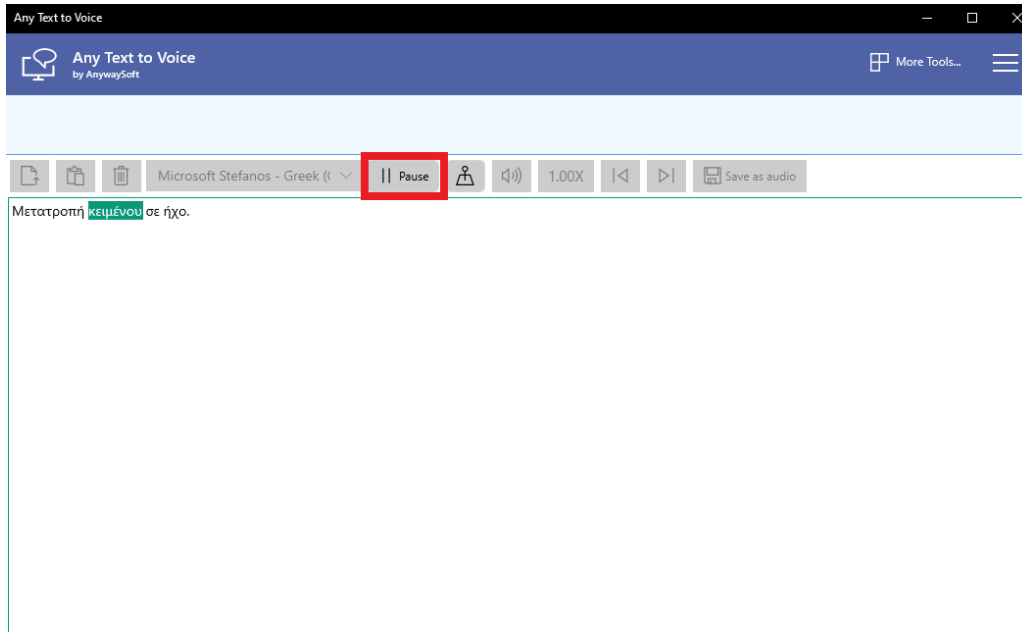 Any Text to Voice
Any Text to Voice
by AnywaySoft
More Tools...
Microsoft Stefanos - Greek (( Pause 1.00X Save as audio
Μετατροπή κειμένου σε ήχο.